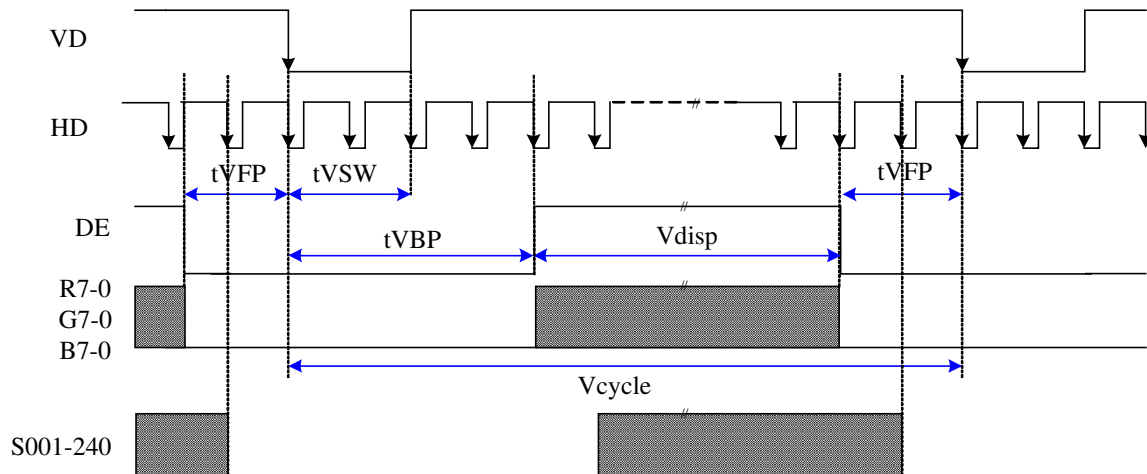 VD
HD
tVFP
tVSW
tVFP
DE
tVBP
Vdisp
R7-0
G7-0
B7-0
Vcycle
S001-240